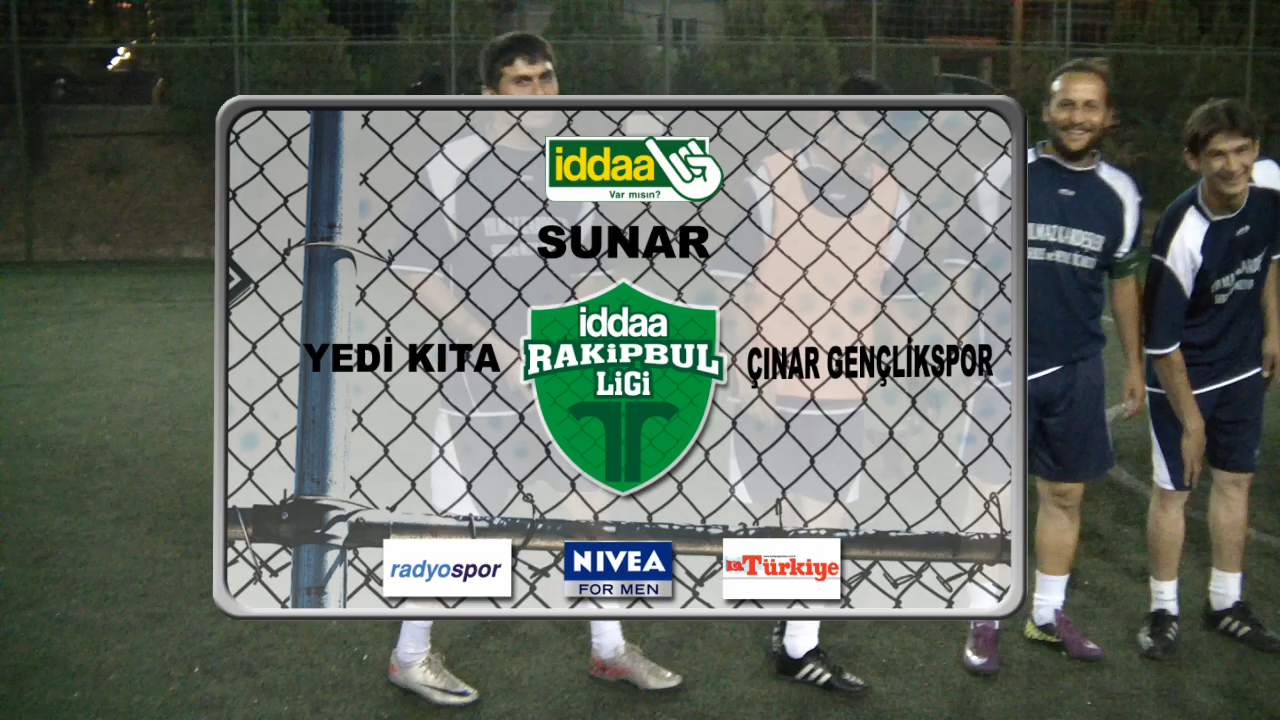 iddaa
Var mısın?
SUNAR
iddaa
RAKiPBUL
LiGi
YEDİ KITA
ÇINAR GENÇLİKSPOR
radyospor
NIVEA
FOR MEN
Türkiye